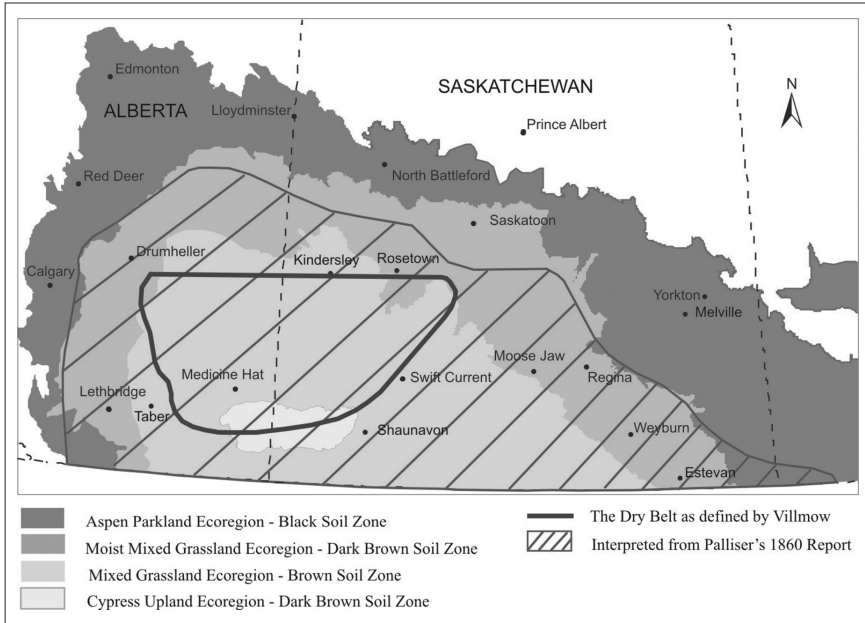 Edmonton
SASKATCHEWAN
N
ALBERTA
Lloydminster
Prince Albert
Red Deer
North Battleford
Saskatoon
Drumheller
Kindersley
Rosetown
Calgary
Yorkton
Melville
Moose Jaw
Medicine Hat
Swift Current
Regina
Lethbridge
Taber
Shaunavon
Weyburn
Estevan
Aspen Parkland Ecoregion - Black Soil Zone
Moist Mixed Grassland Ecoregion - Dark Brown Soil Zone
Mixed Grassland Ecoregion - Brown Soil Zone
Cypress Upland Ecoregion - Dark Brown Soil Zone
The Dry Belt as defined by Villmow
Interpreted from Palliser's 1860 Report